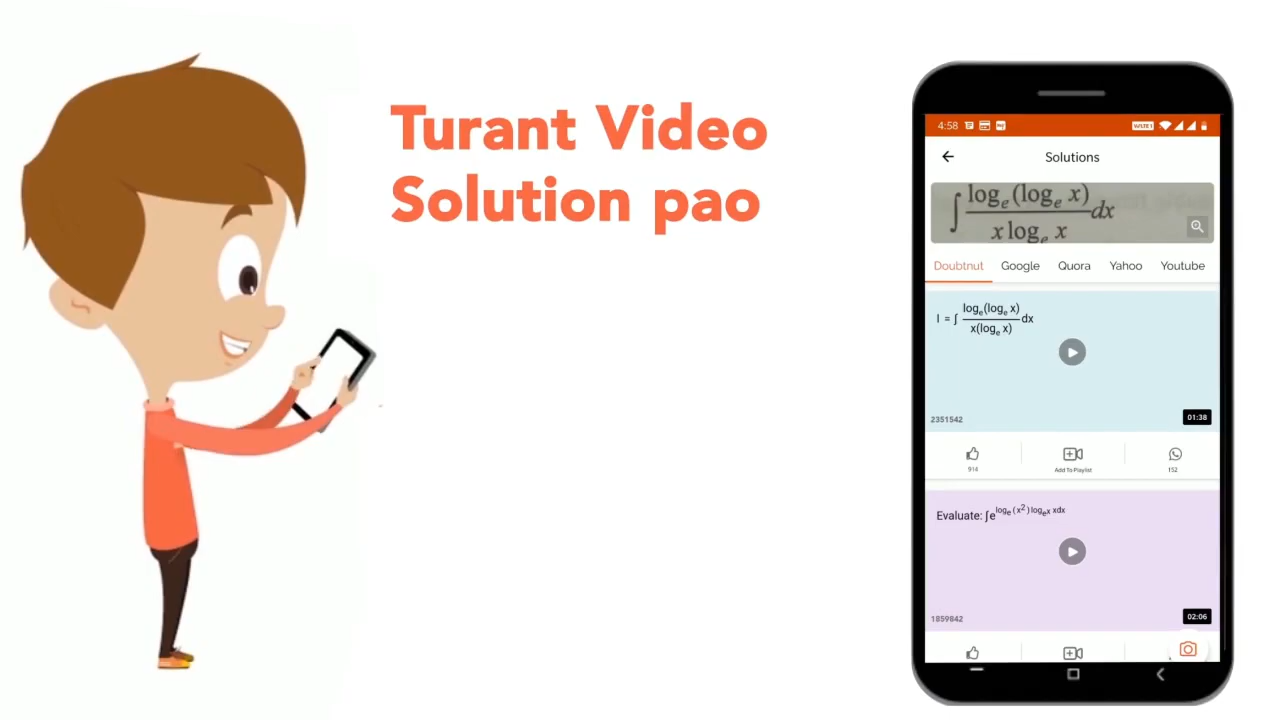 Turant Video
Solution pao
4:58
Solutions
∫ logₑ(logₑ x) / x logₑ x dx
Doubtnut Google Quora Yahoo Youtube
I = ∫ logₑ(logₑ x) / x(logₑ x) dx
2351542 01:38
914 Add To Playlist 152
Evaluate: ∫e^logₑ(x²)logₑx xdx
1859842 02:06